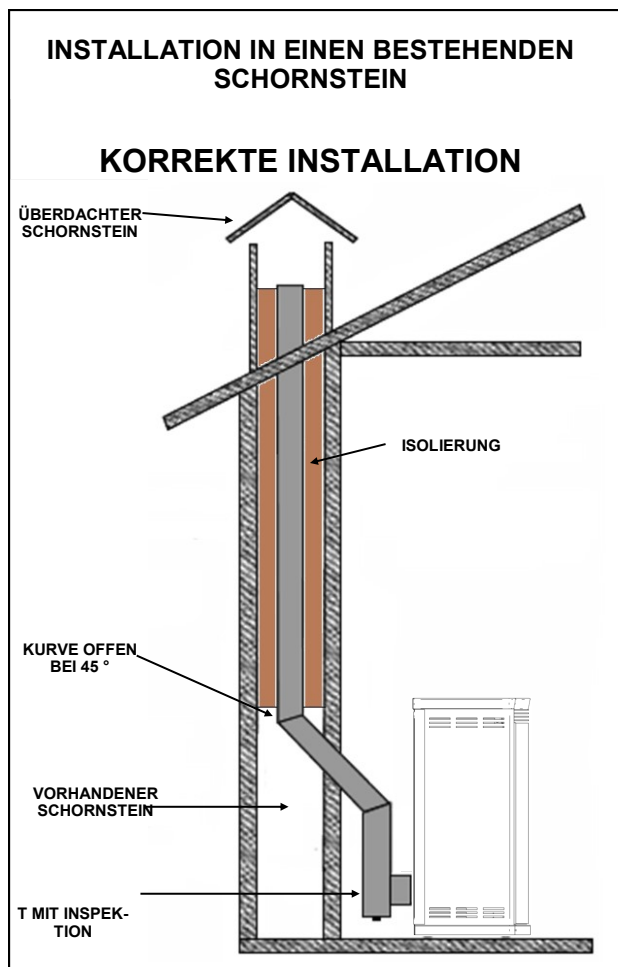 INSTALLATION IN EINEN BESTEHENDEN
SCHORNSTEIN
KORREKTE INSTALLATION
ÜBERDACHTER
SCHORNSTEIN
ISOLIERUNG
KURVE OFFEN
BEI 45 °
VORHANDENER
SCHORNSTEIN
T MIT INSPEK-
TION